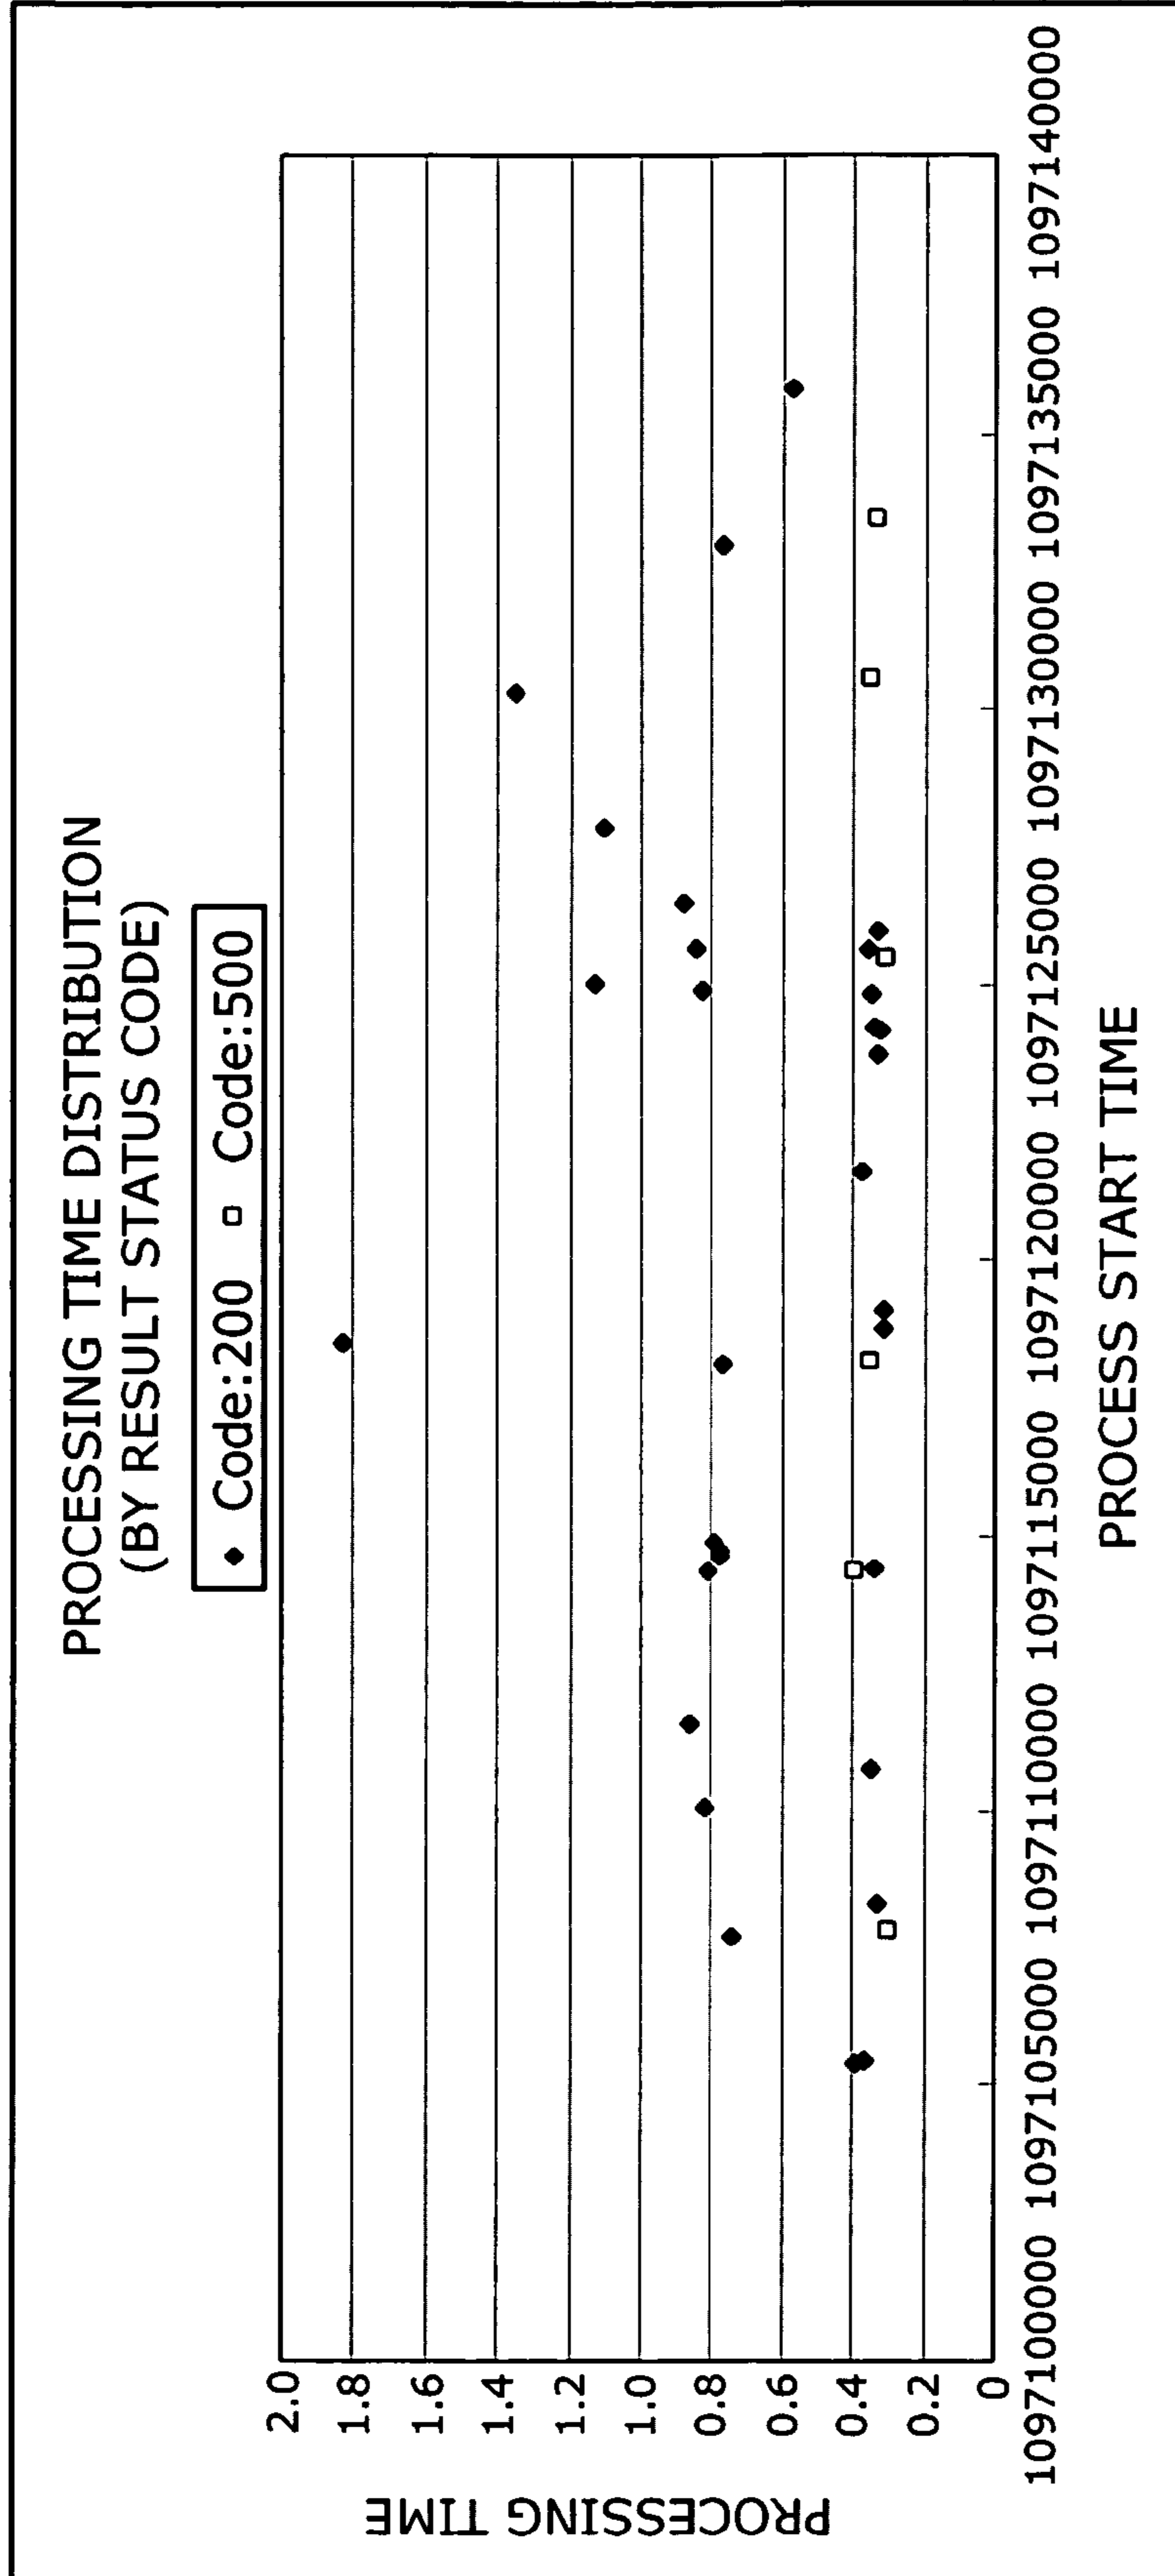 PROCESSING TIME DISTRIBUTION
(BY RESULT STATUS CODE)
Code:200 Code:500
PROCESSING TIME
2.0
1.8
1.6
1.4
1.2
1.0
0.8
0.6
0.4
0.2
0
1097100000 1097105000 1097110000 1097115000 1097120000 1097125000 1097130000 1097135000 1097140000
PROCESS START TIME